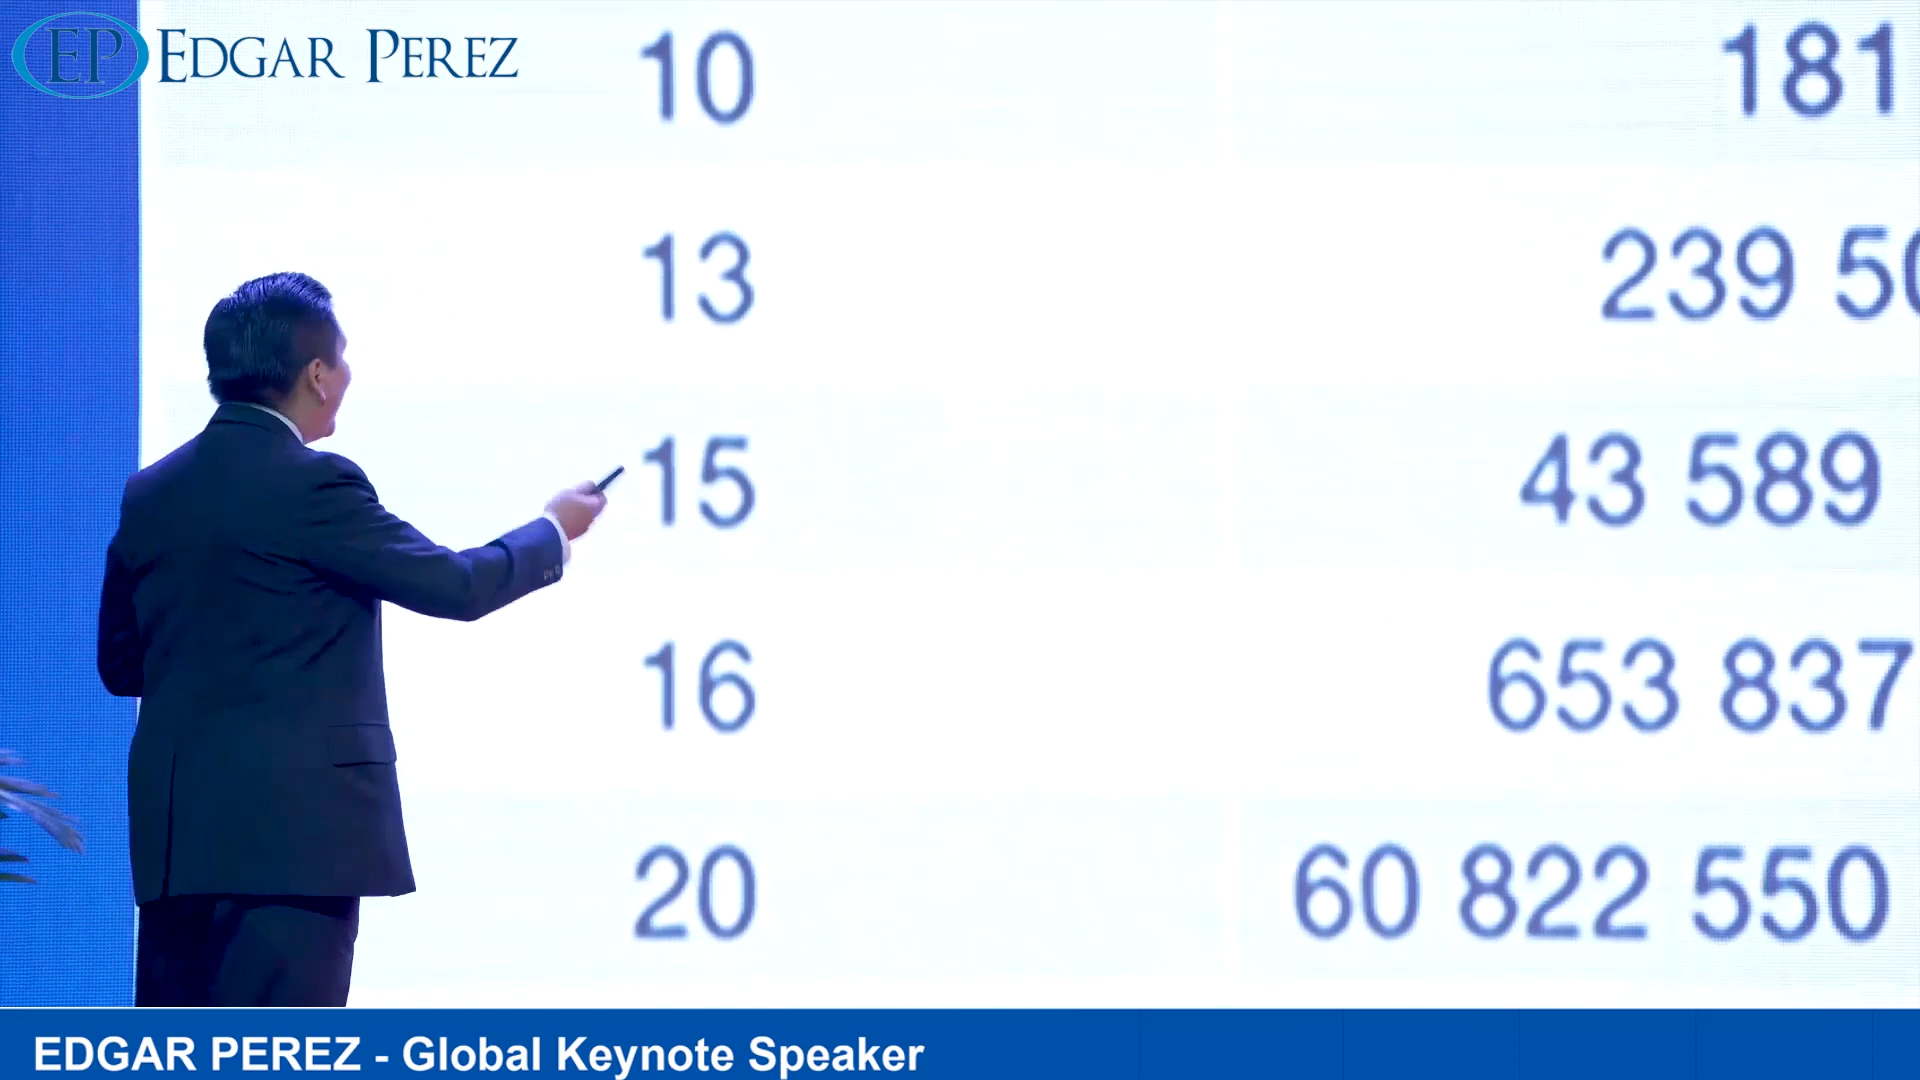 EP EDGAR PEREZ
10 181
13 239 50
15 43 589
16 653 837
20 60 822 550
EDGAR PEREZ - Global Keynote Speaker